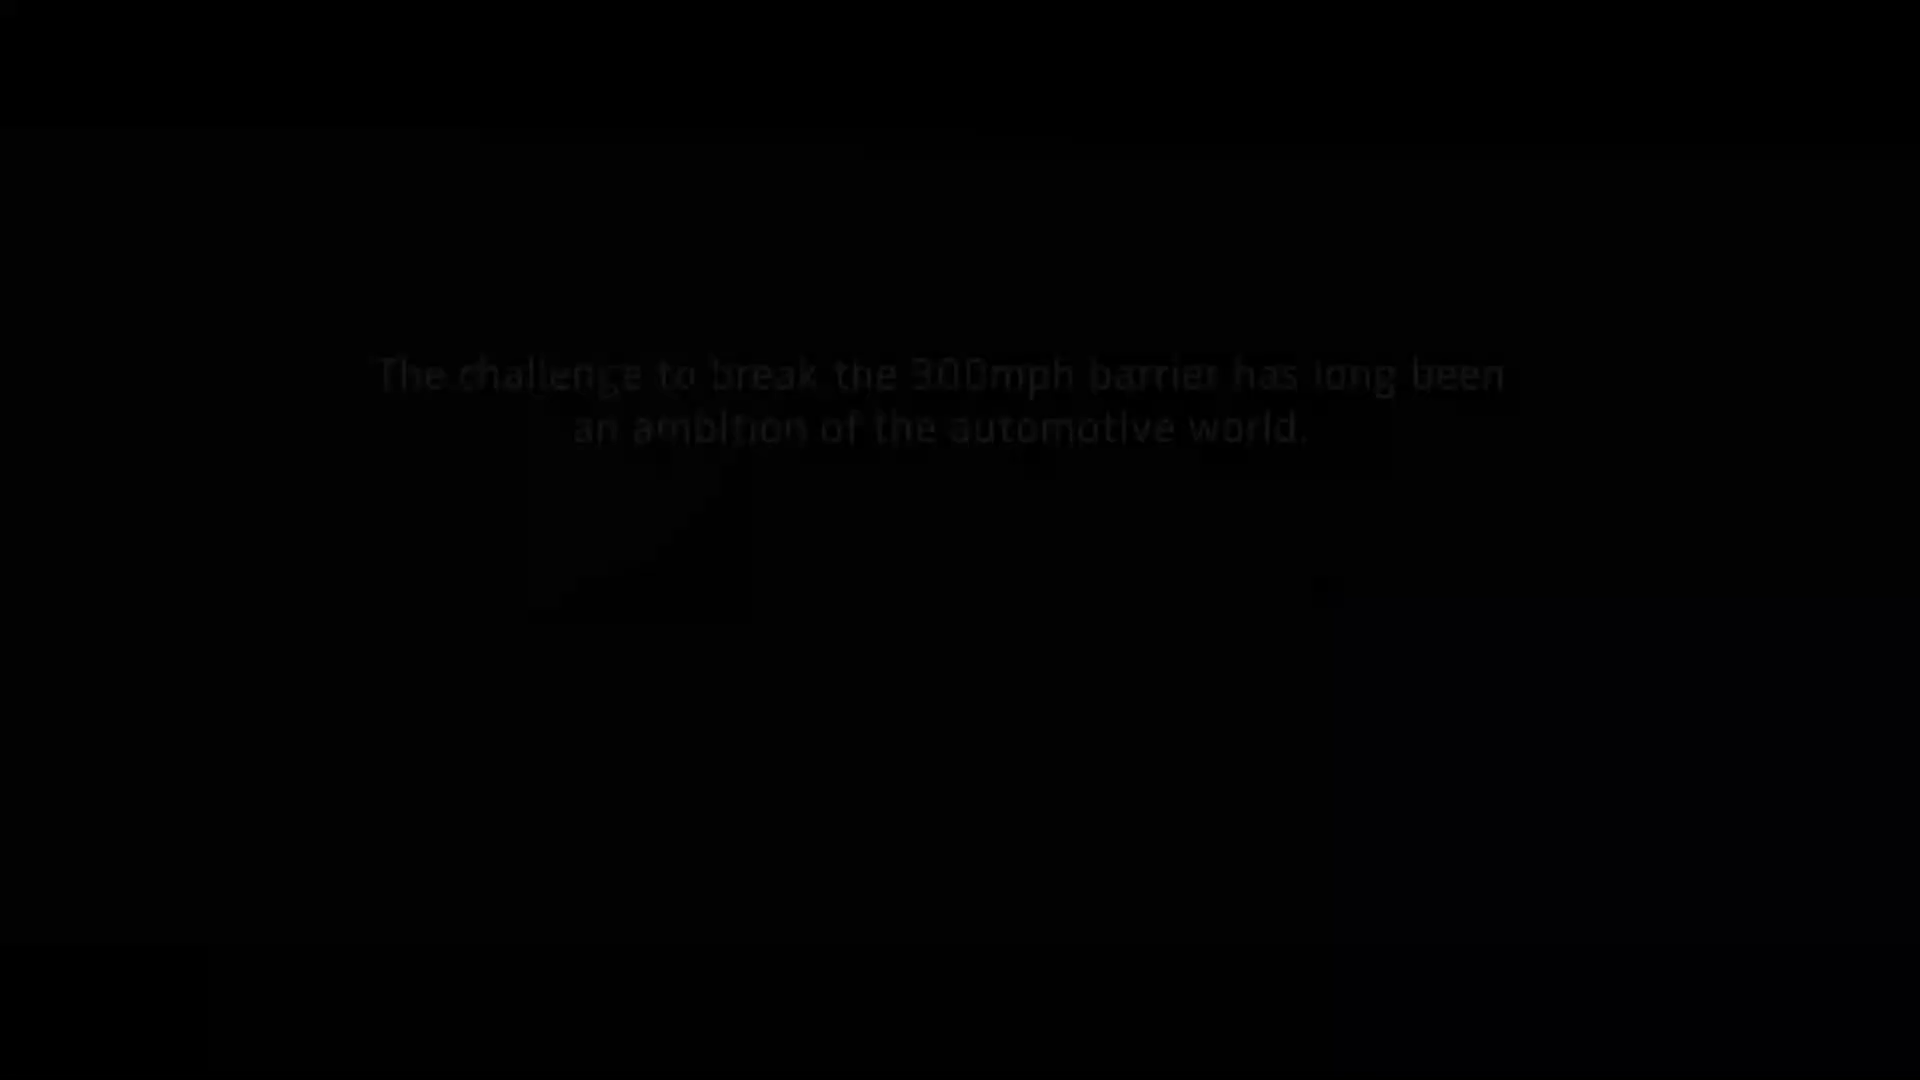 The challenge to break the 300mph barrier has long been
an ambition of the automotive world.